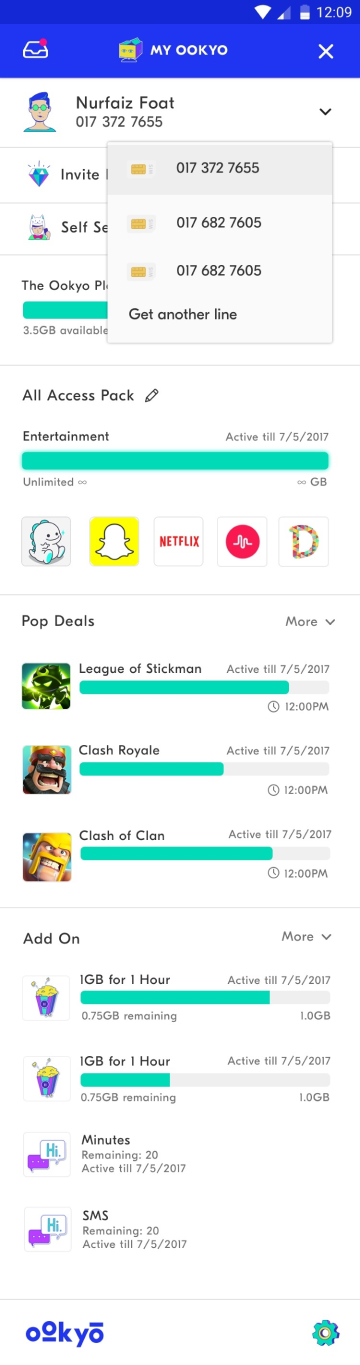 12:09
MY OOKYO
Nurfaiz Foat
017 372 7655
017 372 7655
Invite
017 682 7605
Self Se
017 682 7605
The Ookyo
Get another line
3.5GB available
All Access Pack
Entertainment Active till 7/5/2017
Unlimited ∞ ∞ GB
NETFLIX D
Pop Deals More
League of Stickman Active till 7/5/2017
12:00PM
Clash Royale Active till 7/5/2017
12:00PM
Clash of Clan Active till 7/5/2017
12:00PM
Add On More
1GB for 1 Hour Active till 7/5/2017
0.75GB remaining 1.0GB
1GB for 1 Hour Active till 7/5/2017
0.75GB remaining 1.0GB
Minutes
Hi. Remaining: 20
Active till 7/5/2017
SMS
Hi. Remaining: 20
Active till 7/5/2017
ookyō